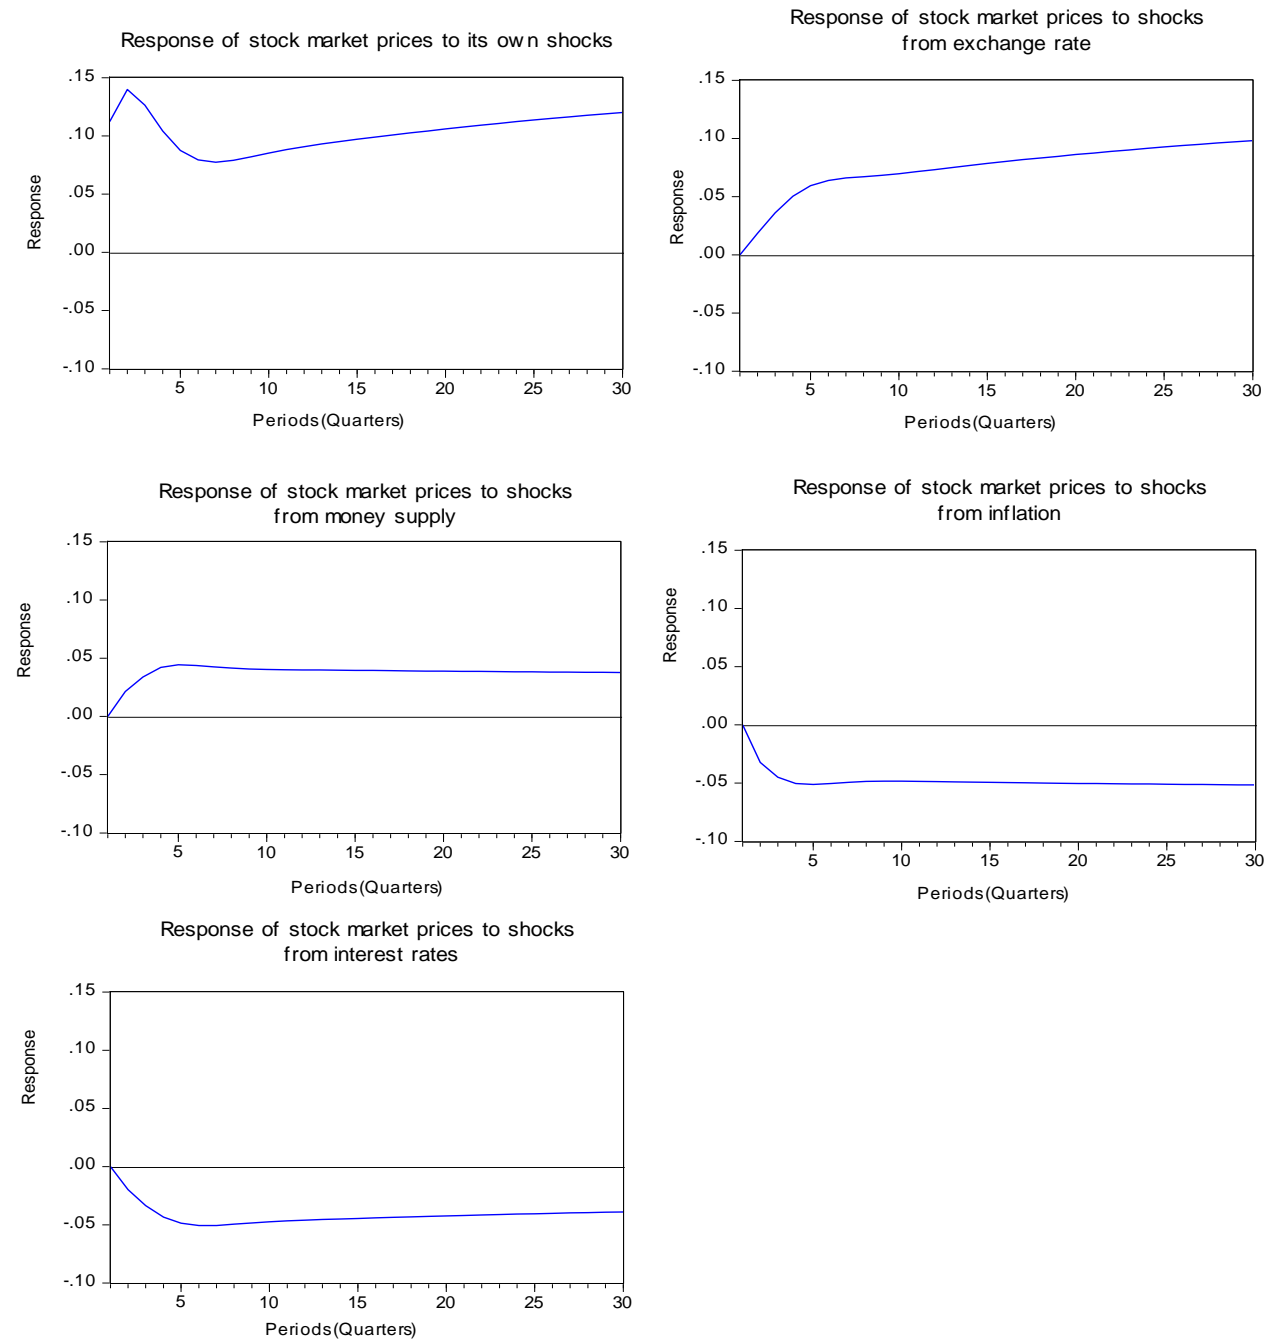 Response of stock market prices to its own shocks
.15
.10
.05
.00
-.05
-.10
Response
5 10 15 20 25 30
Periods(Quarters)
Response of stock market prices to shocks
from exchange rate
.15
.10
.05
.00
-.05
-.10
Response
5 10 15 20 25 30
Periods(Quarters)
Response of stock market prices to shocks
from money supply
.15
.10
.05
.00
-.05
-.10
Response
5 10 15 20 25 30
Periods(Quarters)
Response of stock market prices to shocks
from inflation
.15
.10
.05
.00
-.05
-.10
Response
5 10 15 20 25 30
Periods(Quarters)
Response of stock market prices to shocks
from interest rates
.15
.10
.05
.00
-.05
-.10
Response
5 10 15 20 25 30
Periods(Quarters)